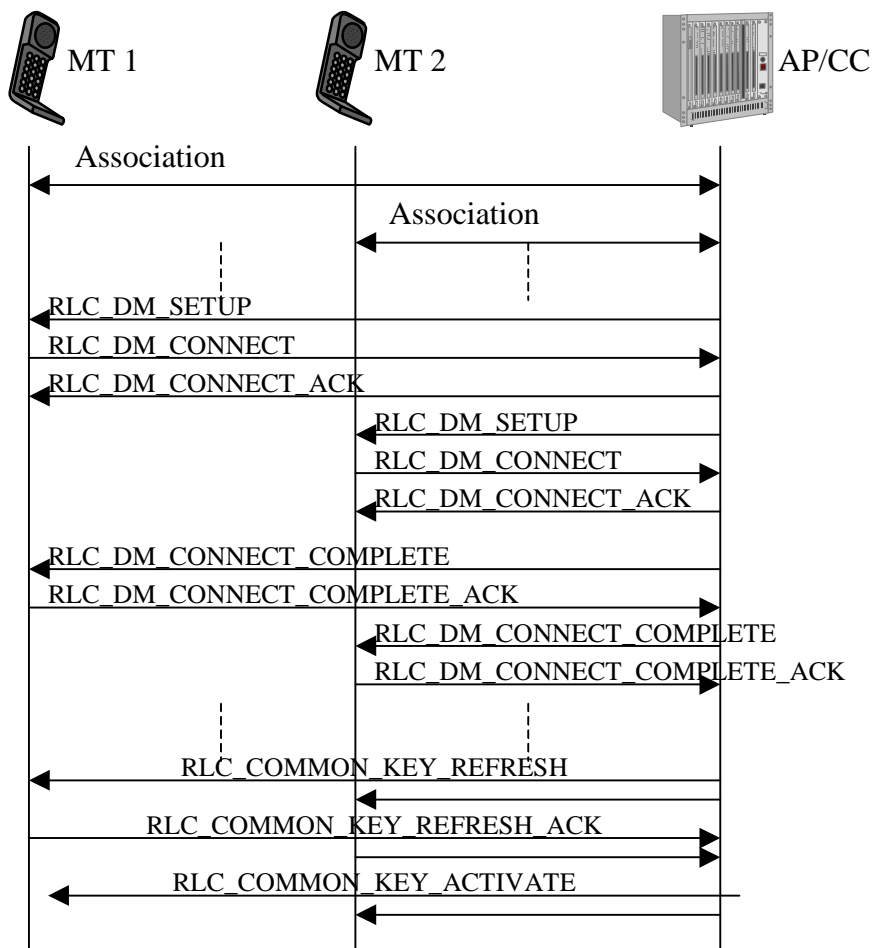 MT 1
MT 2
AP/CC
Association
Association
RLC_DM_SETUP
RLC_DM_CONNECT
RLC_DM_CONNECT_ACK
RLC_DM_SETUP
RLC_DM_CONNECT
RLC_DM_CONNECT_ACK
RLC_DM_CONNECT_COMPLETE
RLC_DM_CONNECT_COMPLETE_ACK
RLC_DM_CONNECT_COMPLETE
RLC_DM_CONNECT_COMPLETE_ACK
RLC_COMMON_KEY_REFRESH
RLC_COMMON_KEY_REFRESH_ACK
RLC_COMMON_KEY_ACTIVATE